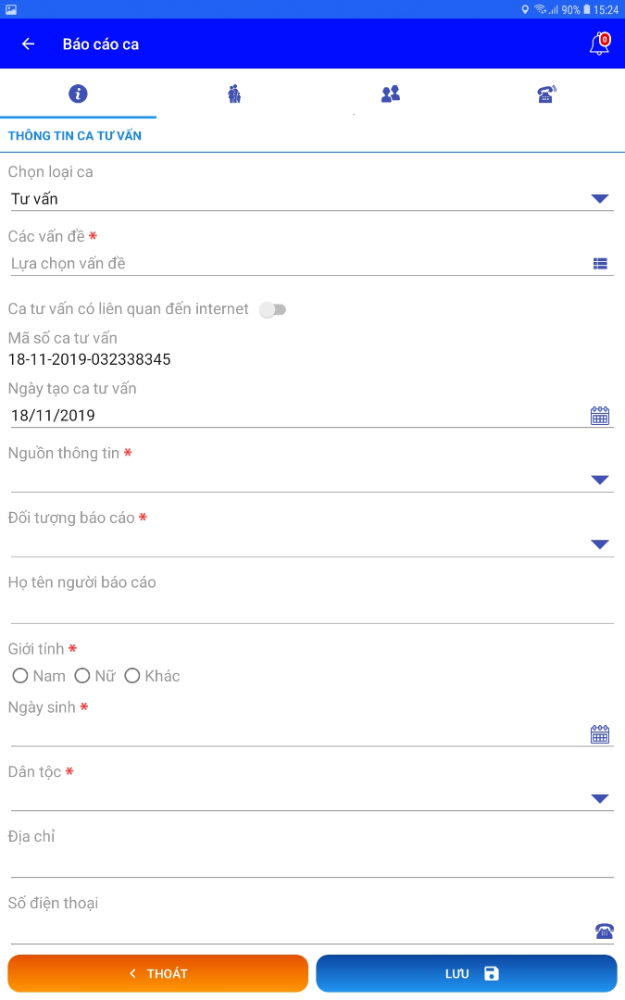 90% 15:24
Báo cáo ca
0
THÔNG TIN CA TƯ VẤN
Chọn loại ca
Tư vấn
Các vấn đề *
Lựa chọn vấn đề
Ca tư vấn có liên quan đến internet
Mã số ca tư vấn
18-11-2019-032338345
Ngày tạo ca tư vấn
18/11/2019
Nguồn thông tin *
Đối tượng báo cáo *
Họ tên người báo cáo
Giới tính *
Nam Nữ Khác
Ngày sinh *
Dân tộc *
Địa chỉ
Số điện thoại
THOÁT LƯU